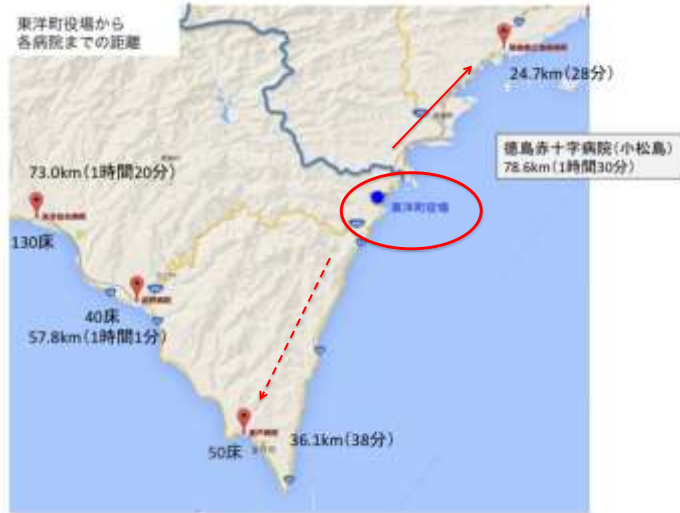 東洋町役場から
各病院までの距離
24.7km(28分)
徳島赤十字病院(小松島)
78.6km(1時間30分)
73.0km(1時間20分)
東洋町役場
130床
40床
57.8km(1時間1分)
36.1km(38分)
50床